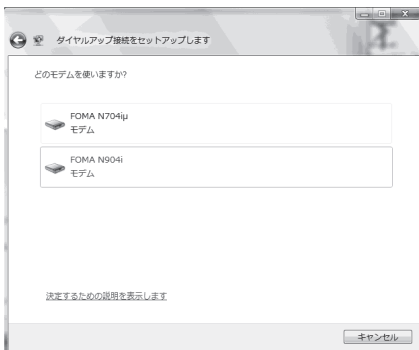 ダイヤルアップ接続をセットアップします
どのモデムを使いますか?
FOMA N704iμ
モデム
FOMA N904i
モデム
決定するための説明を表示します
キャンセル